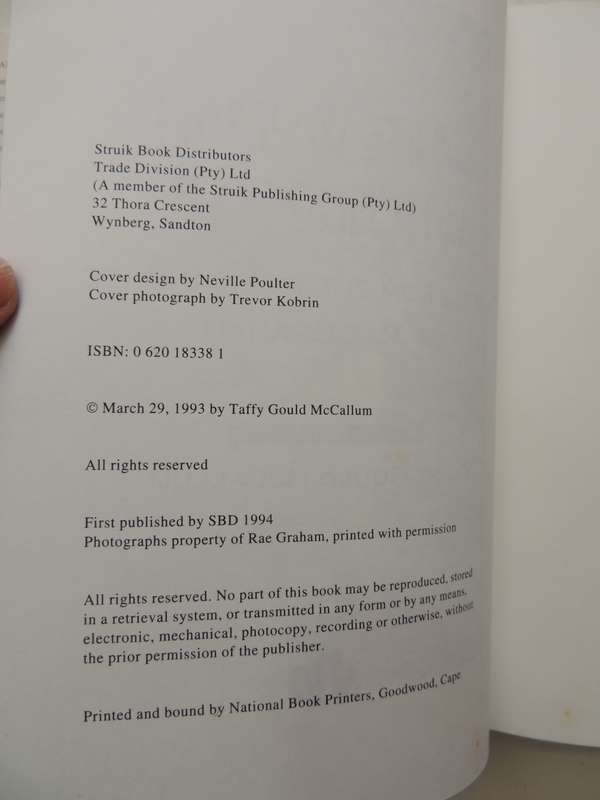 Struik Book Distributors
Trade Division (Pty) Ltd
(A member of the Struik Publishing Group (Pty) Ltd)
32 Thora Crescent
Wynberg, Sandton
Cover design by Neville Poulter
Cover photograph by Trevor Kobrin
ISBN: 0 620 18338 1
© March 29, 1993 by Taffy Gould McCallum
All rights reserved
First published by SBD 1994
Photographs property of Rae Graham, printed with permission
All rights reserved. No part of this book may be reproduced, stored
in a retrieval system, or transmitted in any form or by any means,
electronic, mechanical, photocopy, recording or otherwise, without
the prior permission of the publisher.
Printed and bound by National Book Printers, Goodwood, Cape